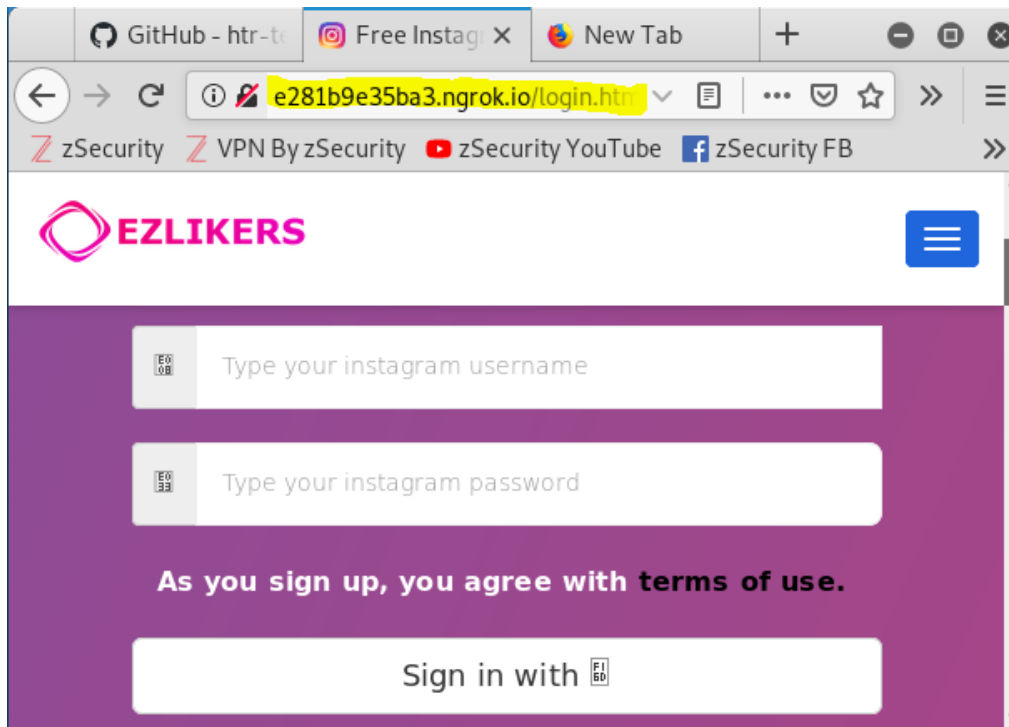 GitHub - htr-te
Free Instag
New Tab
e281b9e35ba3.ngrok.io/login.htm
zSecurity
VPN By zSecurity
zSecurity YouTube
zSecurity FB
EZLIKERS
Type your instagram username
Type your instagram password
As you sign up, you agree with terms of use.
Sign in with